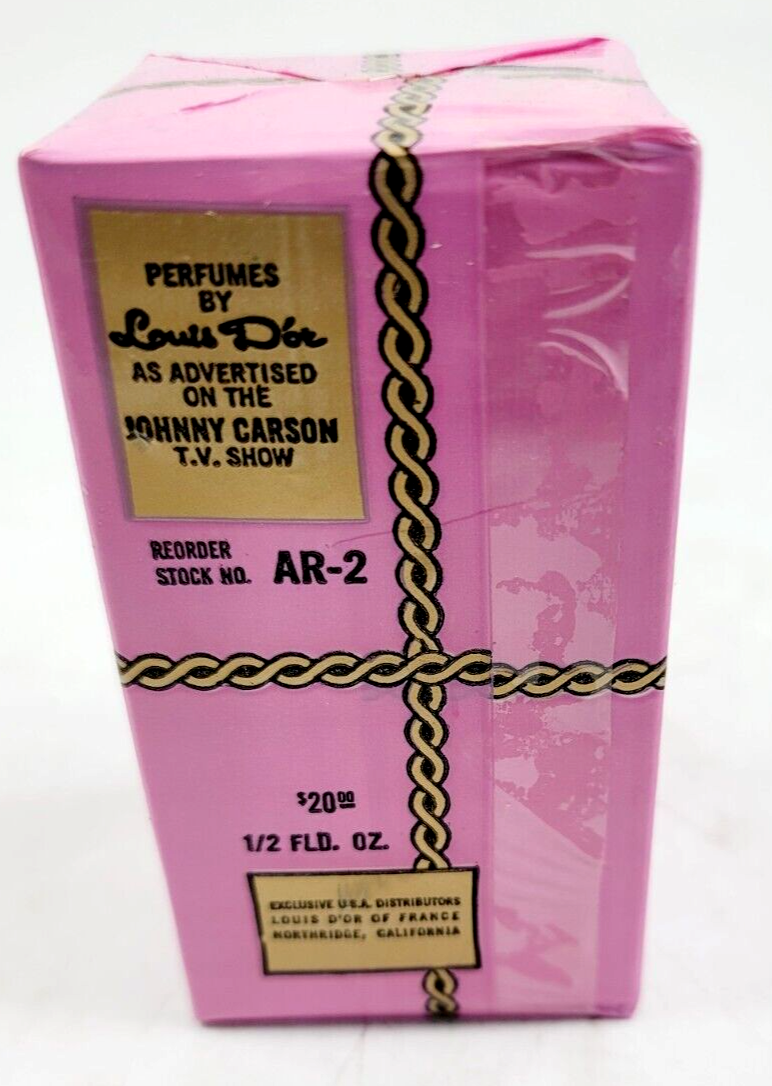 PERFUMES
BY
Louis D'or
AS ADVERTISED
ON THE
JOHNNY CARSON
T.V. SHOW
REORDER
STOCK NO. AR-2
$20.00
1/2 FLD. OZ.
EXCLUSIVE U.S.A. DISTRIBUTORS
LOUIS D'OR OF FRANCE
NORTHRIDGE, CALIFORNIA